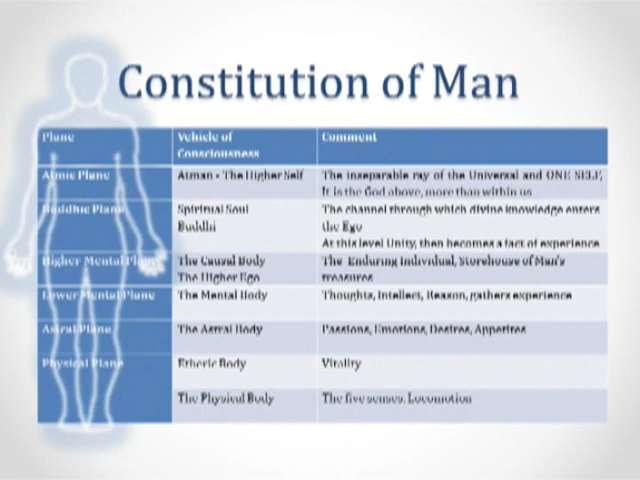 Constitution of Man
Plane Vehicle of Comment
Consciousness
Atmic Plane Atman - The Higher Self The inseparable ray of the Universal and ONE SELF,
It is the God above, more than within us
Buddhic Plane Spiritual Soul The channel through which divine knowledge enters
Buddhi the Ego
At this level Unity, then becomes a fact of experience
Higher Mental Plane The Causal Body The Enduring Individual, Storehouse of Man's
The Higher Ego treasures
Lower Mental Plane The Mental Body Thoughts, Intellect, Reason, gathers experience
Astral Plane The Astral Body Passions, Emotions, Desires, Appetites
Physical Plane Etheric Body Vitality
The Physical Body The five senses. Locomotion